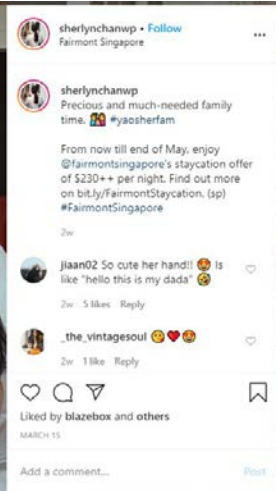 sherlynchanwp • Follow
Fairmont Singapore
sherlynchanwp
Precious and much-needed family
time. 👨‍👩‍👧 #yaosherfam
From now till end of May, enjoy
@fairmontsingapore's staycation offer
of $230++ per night. Find out more
on bit.ly/FairmontStaycation. (sp)
#FairmontSingapore
2w
jiaan02 So cute her hand!! 😍 Is
like "hello this is my dada" 🤣
2w 5 likes Reply
_the_vintagesoul 😋❤️😍
2w 1 like Reply
Liked by blazebox and others
MARCH 15
Add a comment... Post